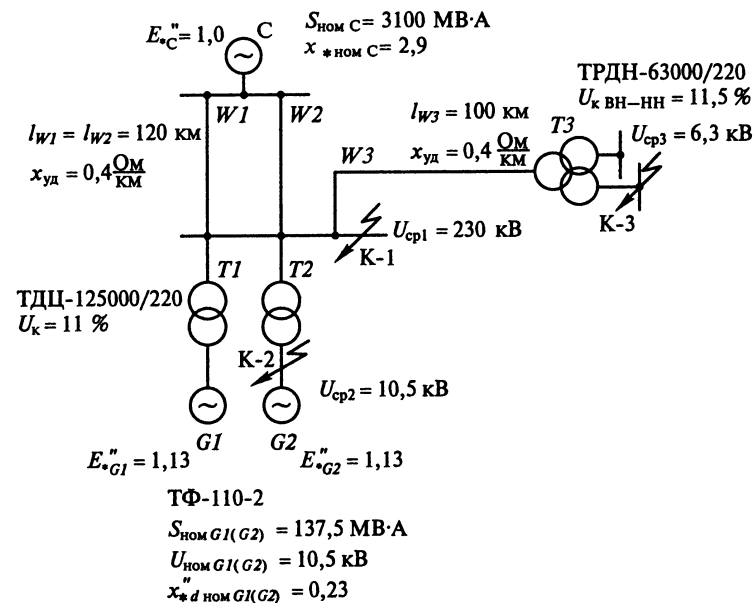 E″*C = 1,0
C
Sном C = 3100 МВ·А
x *ном C = 2,9
ТРДН-63000/220
Uк ВН–НН = 11,5 %
W1
W2
lW1 = lW2 = 120 км
xуд = 0,4 Ом/км
lW3 = 100 км
xуд = 0,4 Ом/км
W3
T3
Uср3 = 6,3 кВ
К-3
Uср1 = 230 кВ
К-1
T1
T2
ТДЦ-125000/220
Uк = 11 %
К-2
Uср2 = 10,5 кВ
G1
G2
E″*G1 = 1,13
E″*G2 = 1,13
ТФ-110-2
Sном G1(G2) = 137,5 МВ·А
Uном G1(G2) = 10,5 кВ
x″*d ном G1(G2) = 0,23